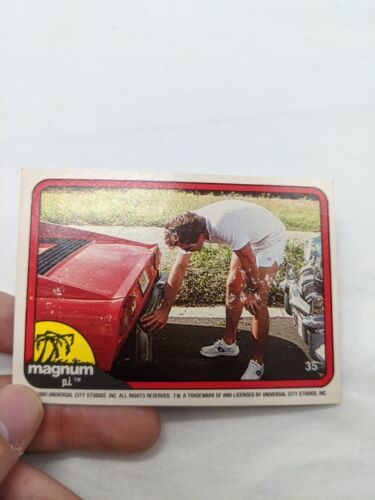 35
magnum
p.i.™
1982 UNIVERSAL CITY STUDIOS, INC. ALL RIGHTS RESERVED. T.M. A TRADEMARK OF AND LICENSED BY UNIVERSAL CITY STUDIOS, INC.